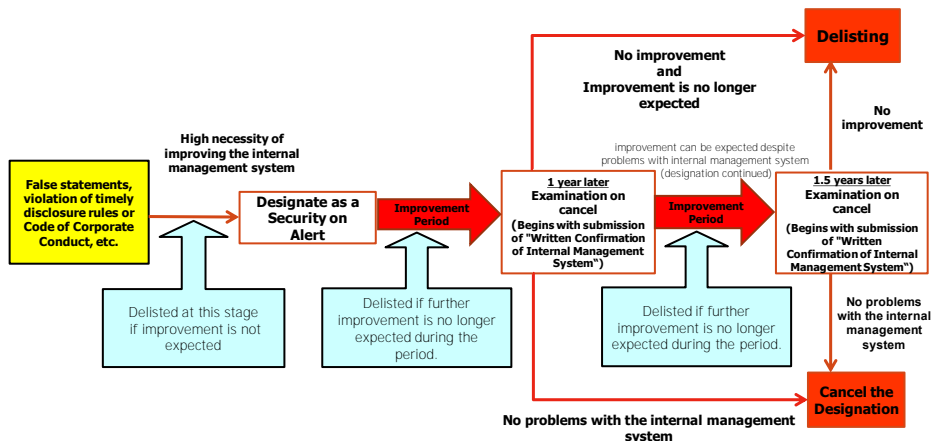 Delisting
No improvement
and
Improvement is no longer
expected
No
improvement
High necessity of
improving the internal
management system
improvement can be expected despite
problems with internal management system
(designation continued)
False statements,
violation of timely
disclosure rules or
Code of Corporate
Conduct, etc.
Designate as a
Security on
Alert
Improvement
Period
1 year later
Examination on
cancel
(Begins with submission
of "Written Confirmation
of Internal Management
System“)
Improvement
Period
1.5 years later
Examination on
cancel
(Begins with submission
of "Written
Confirmation of Internal
Management System“)
Delisted at this stage
if improvement is not
expected
Delisted if further
improvement is no longer
expected during the
period.
Delisted if further
improvement is no longer
expected during the period.
No problems
with the internal
management
system
Cancel the
Designation
No problems with the internal management
system